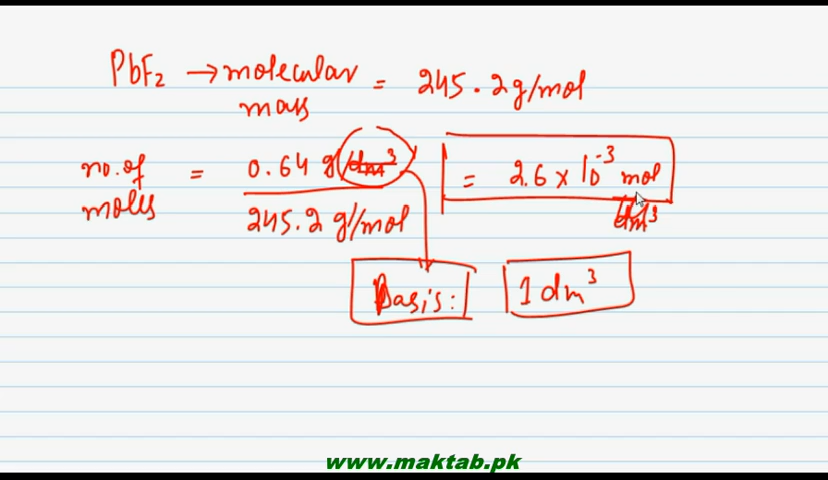 PbF₂ → molecular mass = 245.2 g/mol
no. of moles = 0.64 g/dm³ / 245.2 g/mol = 2.6 × 10⁻³ mol
dm³
Basis: 1 dm³
www.maktab.pk